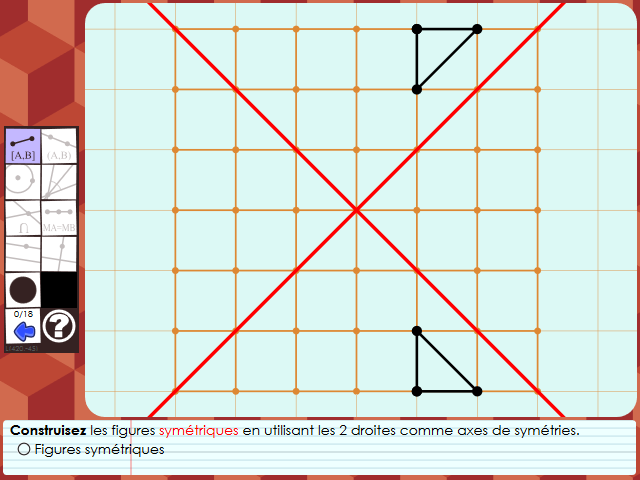 [A,B]
(A,B)
MA=MB
0/18
?
Construisez les figures symétriques en utilisant les 2 droites comme axes de symétries.
Figures symétriques